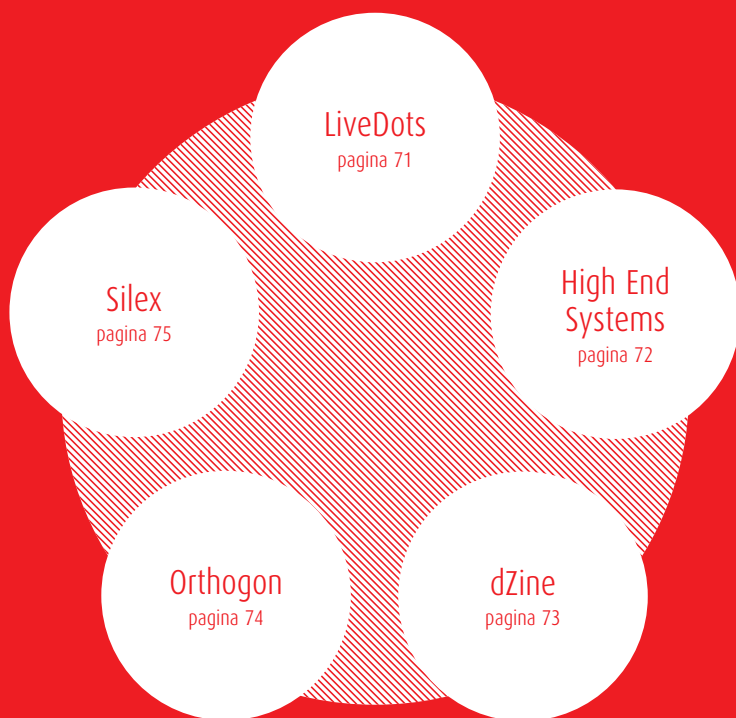 LiveDots
pagina 71
High End
Systems
pagina 72
dZine
pagina 73
Orthogon
pagina 74
Silex
pagina 75